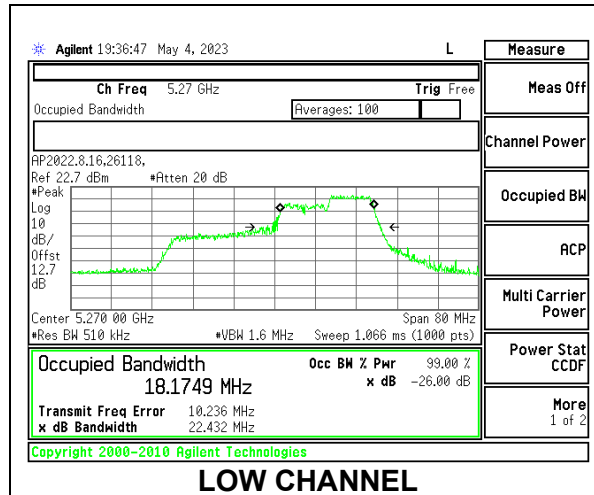 Agilent 19:36:47 May 4, 2023 L
Measure
Ch Freq 5.27 GHz Trig Free
Occupied Bandwidth Averages: 100
AP2022.8.16,26118,
Ref 22.7 dBm #Atten 20 dB
#Peak
Log
10
dB/
Offst
12.7
dB
Center 5.270 00 GHz Span 80 MHz
#Res BW 510 kHz #VBW 1.6 MHz Sweep 1.066 ms (1000 pts)
Occupied Bandwidth Occ BW % Pwr 99.00 %
18.1749 MHz x dB -26.00 dB
Transmit Freq Error 10.236 MHz
x dB Bandwidth 22.432 MHz
Copyright 2000-2010 Agilent Technologies
Meas Off
Channel Power
Occupied BW
ACP
Multi Carrier
Power
Power Stat
CCDF
More
1 of 2
LOW CHANNEL